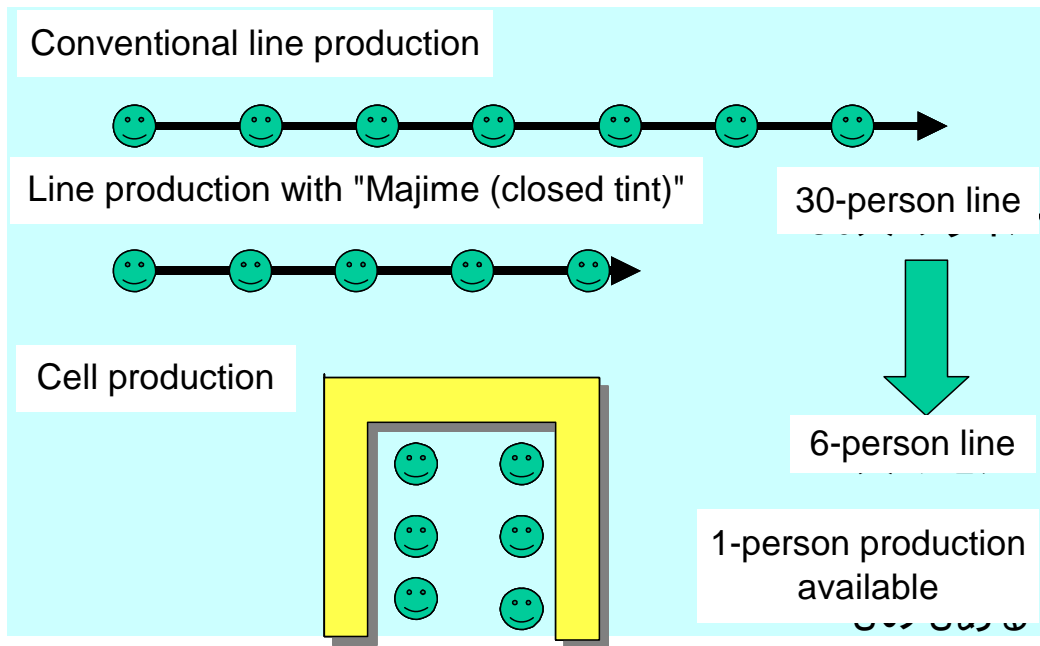 Conventional line production
Line production with "Majime (closed tint)"
30-person line
Cell production
6-person line
1-person production
available